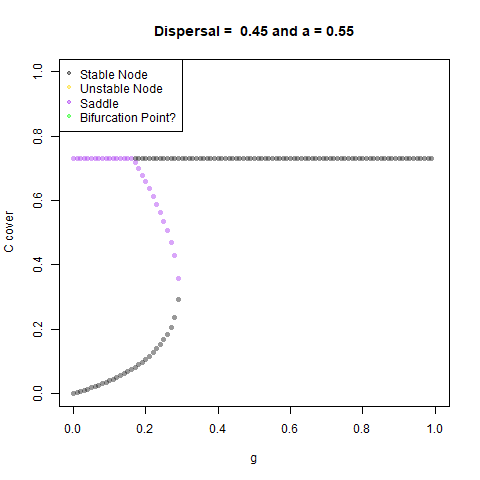 Dispersal =  0.45 and a = 0.55
Stable Node
Unstable Node
Saddle
Bifurcation Point?
C cover
1.0
0.8
0.6
0.4
0.2
0.0
0.0 0.2 0.4 0.6 0.8 1.0
g